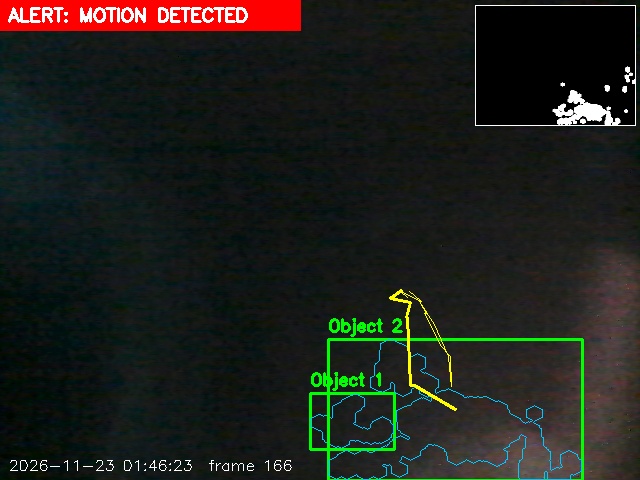 ALERT: MOTION DETECTED
Object 2
Object 1
2026-11-23 01:46:23 frame 166